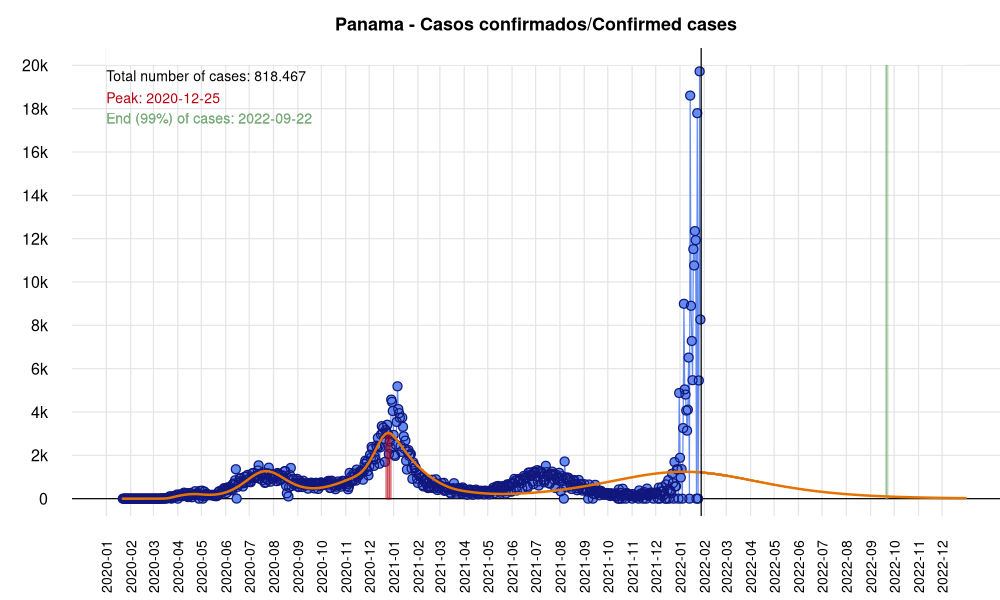 Panama - Casos confirmados/Confirmed cases
Total number of cases: 818.467
Peak: 2020-12-25
End (99%) of cases: 2022-09-22
20k
18k
16k
14k
12k
10k
8k
6k
4k
2k
0
2020-01
2020-02
2020-03
2020-04
2020-05
2020-06
2020-07
2020-08
2020-09
2020-10
2020-11
2020-12
2021-01
2021-02
2021-03
2021-04
2021-05
2021-06
2021-07
2021-08
2021-09
2021-10
2021-11
2021-12
2022-01
2022-02
2022-03
2022-04
2022-05
2022-06
2022-07
2022-08
2022-09
2022-10
2022-11
2022-12